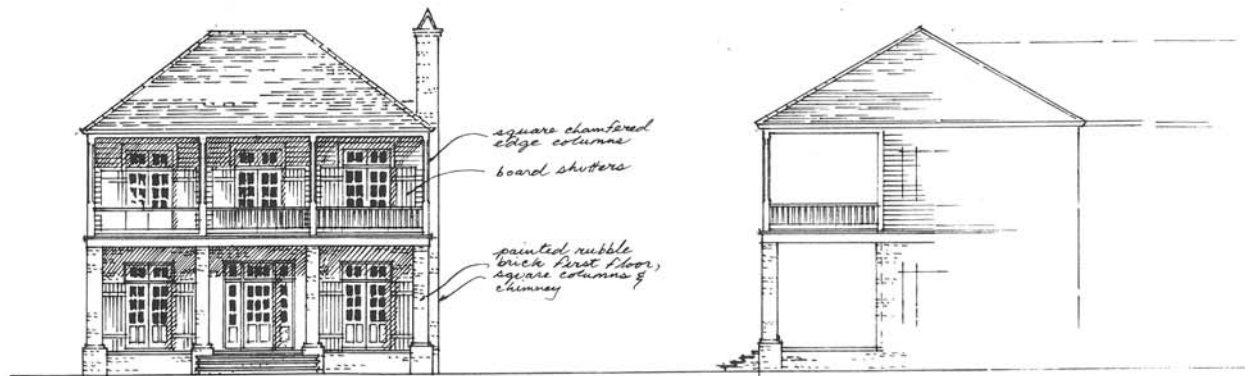 square chamfered
edge columns
board shutters
painted rubble
brick first floor,
square columns &
chimney